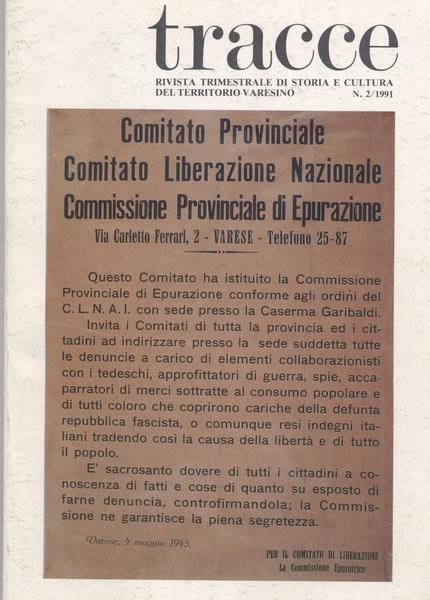 tracce
RIVISTA TRIMESTRALE DI STORIA E CULTURA
DEL TERRITORIO VARESINO N. 2/1991
Comitato Provinciale
Comitato Liberazione Nazionale
Commissione Provinciale di Epurazione
Via Carletto Ferrari, 2 - VARESE - Telefono 25-87
Questo Comitato ha istituito la Commissione
Provinciale di Epurazione conforme agli ordini del
C. L. N. A. I. con sede presso la Caserma Garibaldi.
Invita i Comitati di tutta la provincia ed i cit-
tadini ad indirizzare presso la sede suddetta tutte
le denuncie a carico di elementi collaborazionisti
con i tedeschi, approfittatori di guerra, spie, acca-
parratori di merci sottratte al consumo popolare e
di tutti coloro che coprirono cariche della defunta
repubblica fascista, o comunque resi indegni ita-
liani tradendo così la causa della libertà e di tutto
il popolo.
E' sacrosanto dovere di tutti i cittadini a co-
noscenza di fatti e cose di quanto su esposto di
farne denuncia, controfirmandola; la Commis-
sione ne garantisce la piena segretezza.
Varese, 4 maggio 1945.
PER IL COMITATO DI LIBERAZIONE
La Commissione Epuratrice